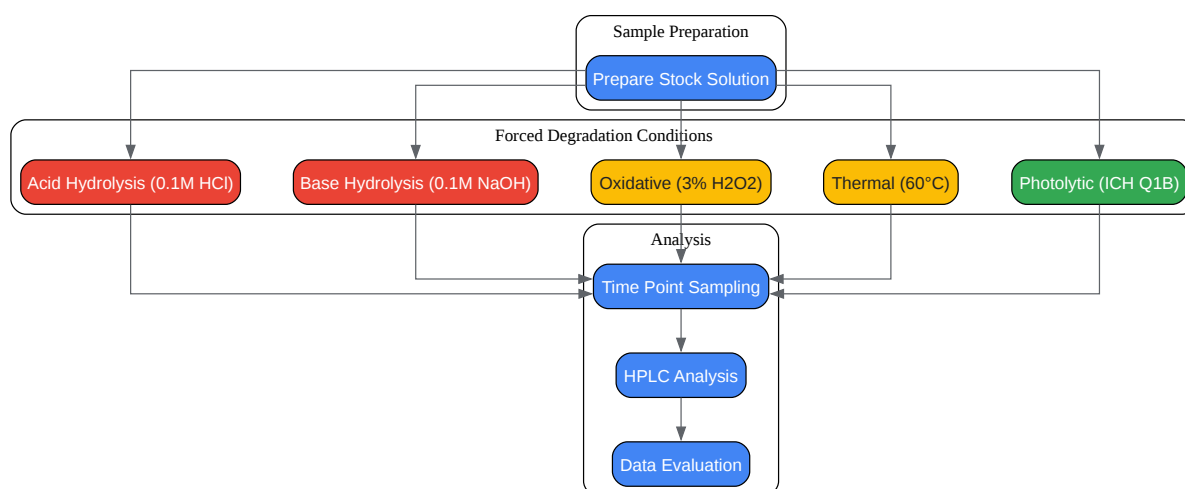 Sample Preparation
Prepare Stock Solution
Forced Degradation Conditions
Acid Hydrolysis (0.1M HCl)
Base Hydrolysis (0.1M NaOH)
Oxidative (3% H2O2)
Thermal (60°C)
Photolytic (ICH Q1B)
Analysis
Time Point Sampling
HPLC Analysis
Data Evaluation